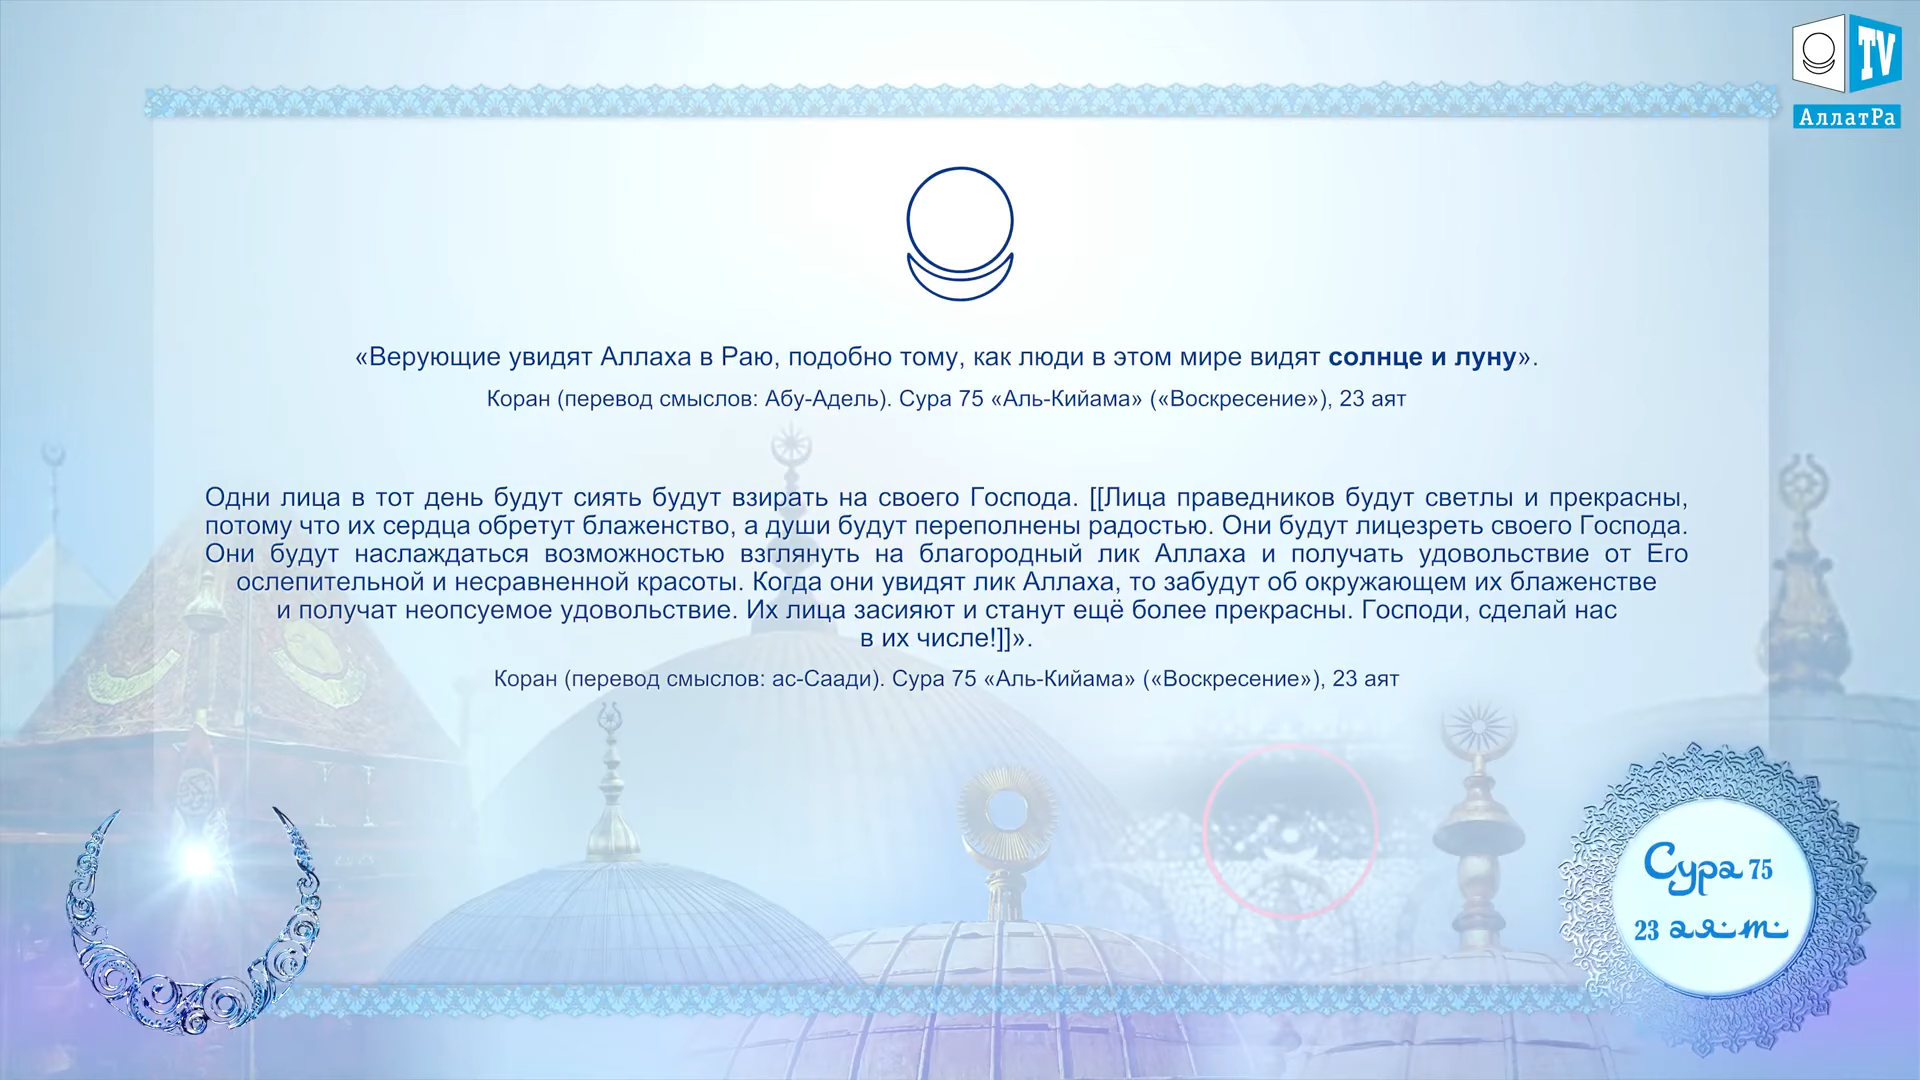 TV
АллатРа
«Верующие увидят Аллаха в Раю, подобно тому, как люди в этом мире видят солнце и луну».
Коран (перевод смыслов: Абу-Адель). Сура 75 «Аль-Кийама» («Воскресение»), 23 аят
Одни лица в тот день будут сиять будут взирать на своего Господа. [[Лица праведников будут светлы и прекрасны,
потому что их сердца обретут блаженство, а души будут переполнены радостью. Они будут лицезреть своего Господа.
Они будут наслаждаться возможностью взглянуть на благородный лик Аллаха и получать удовольствие от Его
ослепительной и несравненной красоты. Когда они увидят лик Аллаха, то забудут об окружающем их блаженстве
и получат неопсуемое удовольствие. Их лица засияют и станут ещё более прекрасны. Господи, сделай нас
в их числе!]]».
Коран (перевод смыслов: ас-Саади). Сура 75 «Аль-Кийама» («Воскресение»), 23 аят
Сура 75
23 аят